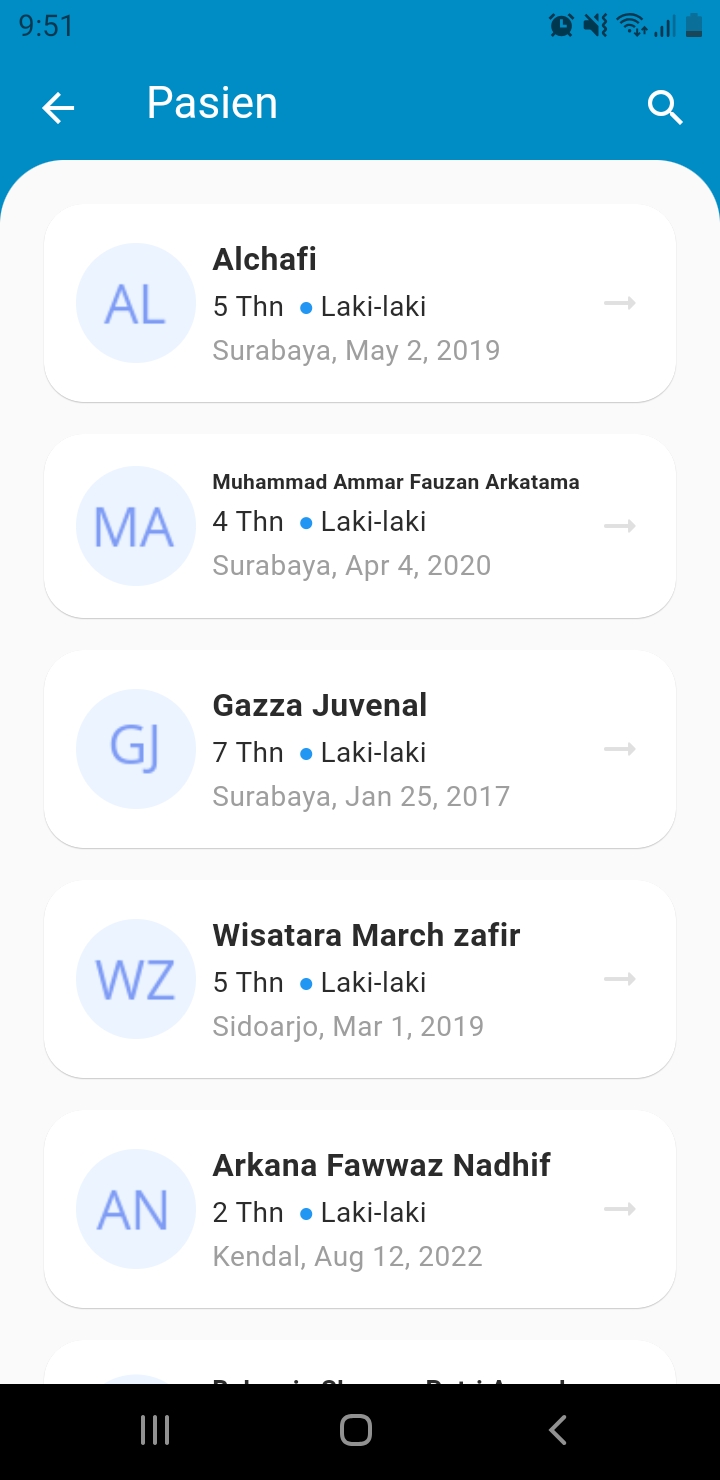 9:51
Pasien
AL
Alchafi
5 Thn ● Laki-laki
Surabaya, May 2, 2019
MA
Muhammad Ammar Fauzan Arkatama
4 Thn ● Laki-laki
Surabaya, Apr 4, 2020
GJ
Gazza Juvenal
7 Thn ● Laki-laki
Surabaya, Jan 25, 2017
WZ
Wisatara March zafir
5 Thn ● Laki-laki
Sidoarjo, Mar 1, 2019
AN
Arkana Fawwaz Nadhif
2 Thn ● Laki-laki
Kendal, Aug 12, 2022